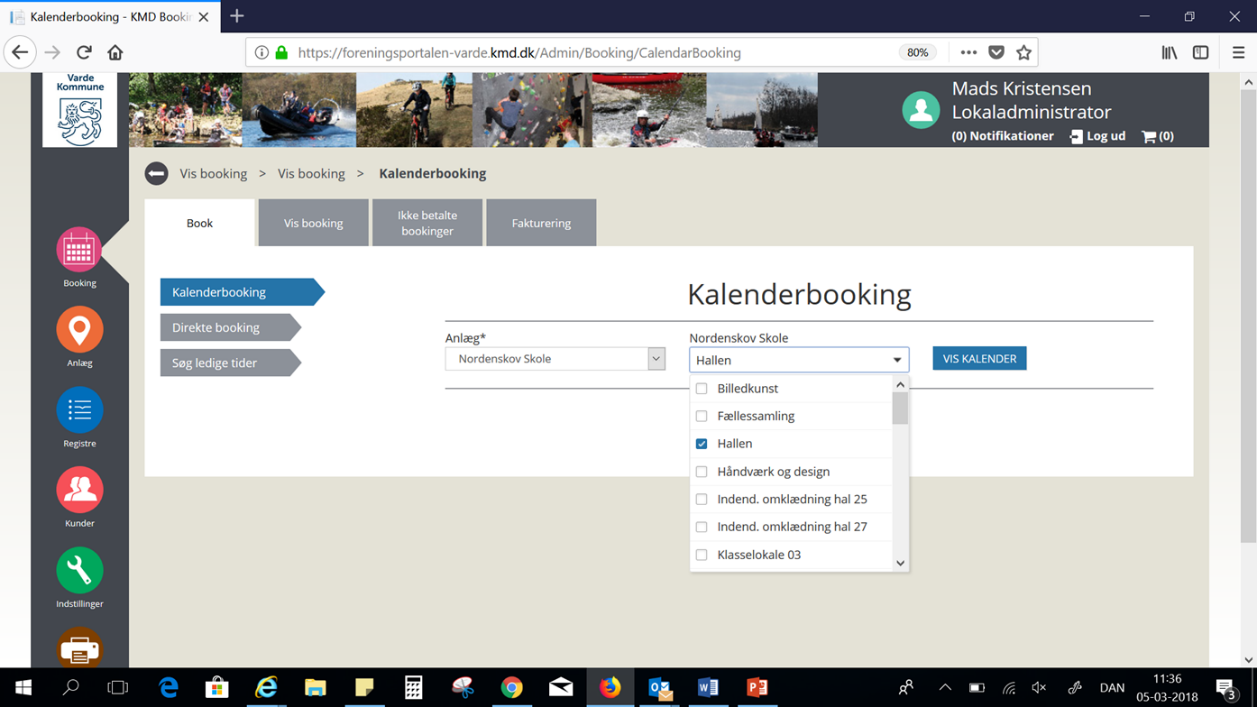 Kalenderbooking - KMD Bookin
https://foreningsportalen-varde.kmd.dk/Admin/Booking/CalendarBooking
80%
Varde
Kommune
Mads Kristensen
Lokaladministrator
(0) Notifikationer Log ud (0)
Vis booking > Vis booking > Kalenderbooking
Book
Vis booking
Ikke betalte
bookinger
Fakturering
Booking
Anlæg
Registre
Kunder
Indstillinger
Kalenderbooking
Direkte booking
Søg ledige tider
Kalenderbooking
Anlæg*
Nordenskov Skole
Nordenskov Skole
Hallen
VIS KALENDER
Billedkunst
Fællessamling
Hallen
Håndværk og design
Indend. omklædning hal 25
Indend. omklædning hal 27
Klasselokale 03
DAN
11:36
05-03-2018
3